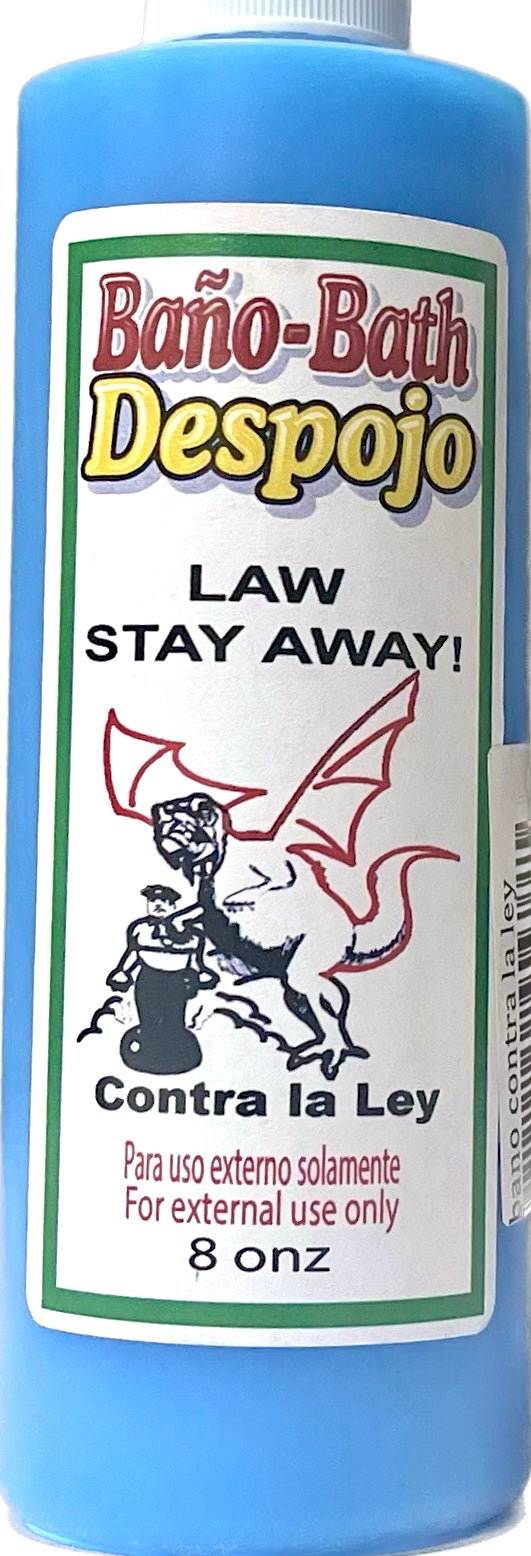 Baño-Bath
Despojo
LAW
STAY AWAY!
Contra la Ley
Para uso externo solamente
For external use only
8 onz
bano contra la ley